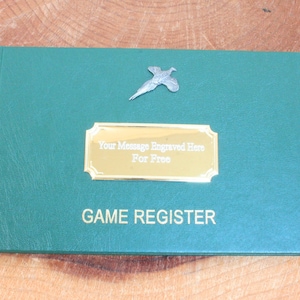 Your Message Engraved Here
For Free
GAME REGISTER